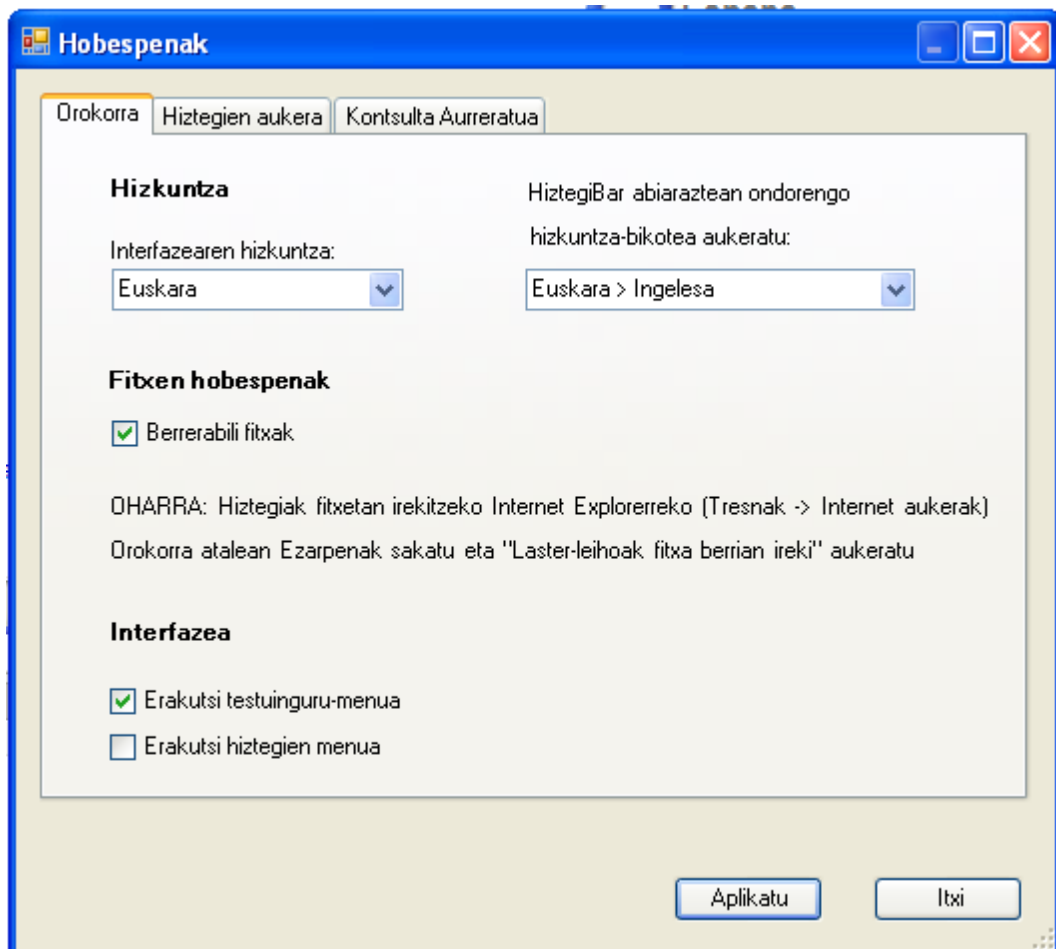 Hobespenak
Orokorra
Hiztegien aukera
Kontsulta Aurreratua
Hizkuntza
Interfazearen hizkuntza:
Euskara
HiztegiBar abiaraztean ondorengo
hizkuntza-bikotea aukeratu:
Euskara > Ingelesa
Fitxen hobespenak
Berrerabili fitxak
OHARRA: Hiztegiak fitxetan irekitzeko Internet Explorerreko (Tresnak -> Internet aukerak)
Orokorra atalean Ezarpenak sakatu eta "Laster-leihoak fitxa berrian ireki" aukeratu
Interfazea
Erakutsi testuinguru-menua
Erakutsi hiztegien menua
Aplikatu
Itxi